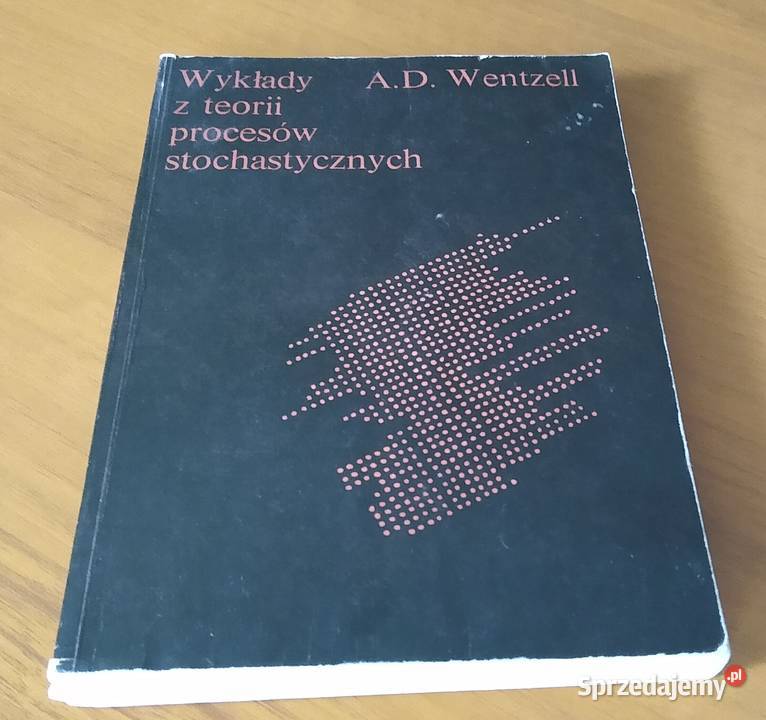 Wykłady A.D. Wentzell
z teorii
procesów
stochastycznych
Sprzedajemy.pl